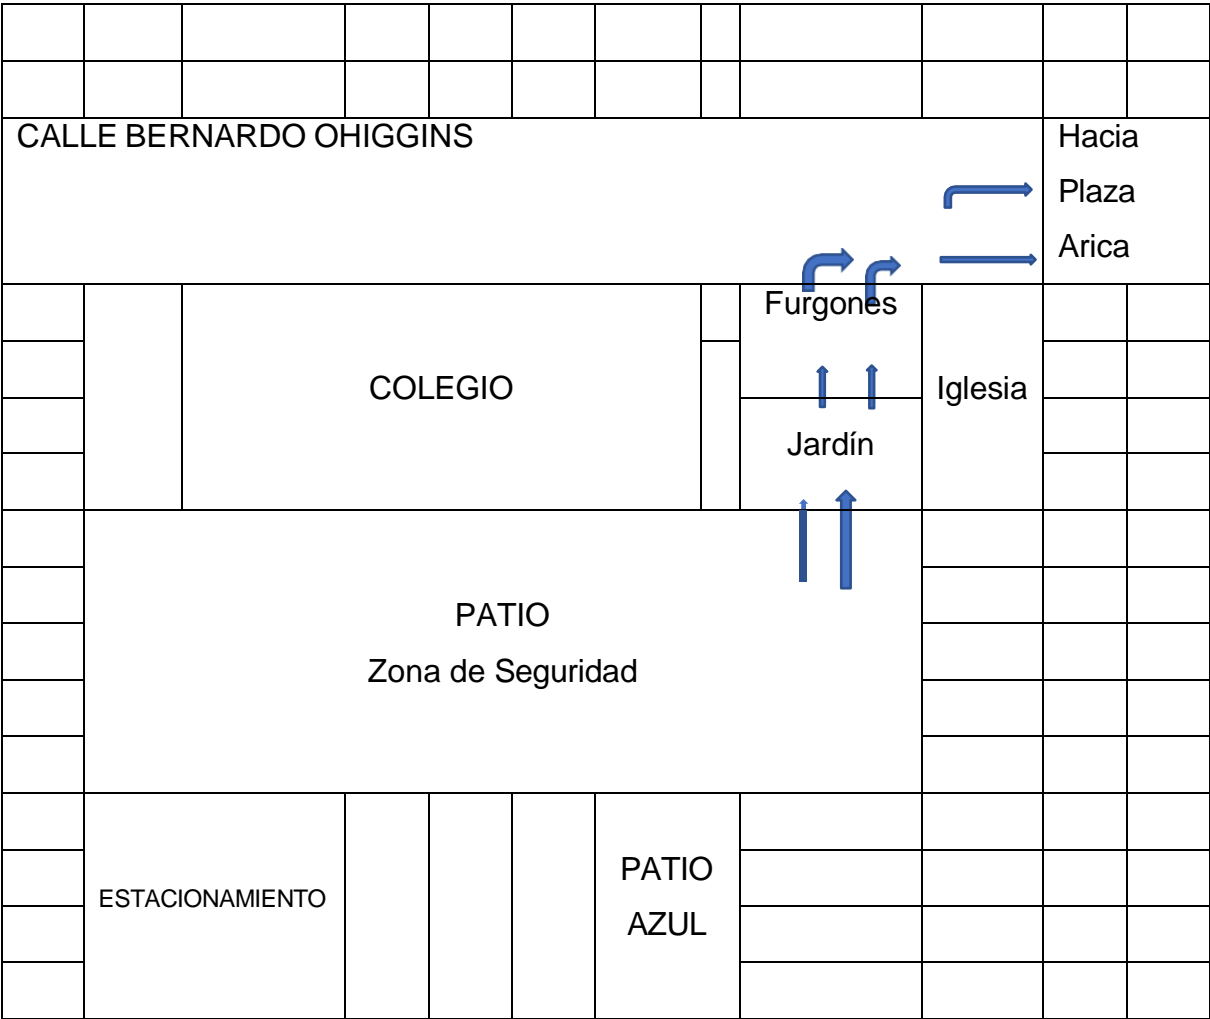 CALLE BERNARDO OHIGGINS
Hacia
Plaza
Arica
Furgones
COLEGIO
Iglesia
Jardín
PATIO
Zona de Seguridad
ESTACIONAMIENTO
PATIO
AZUL